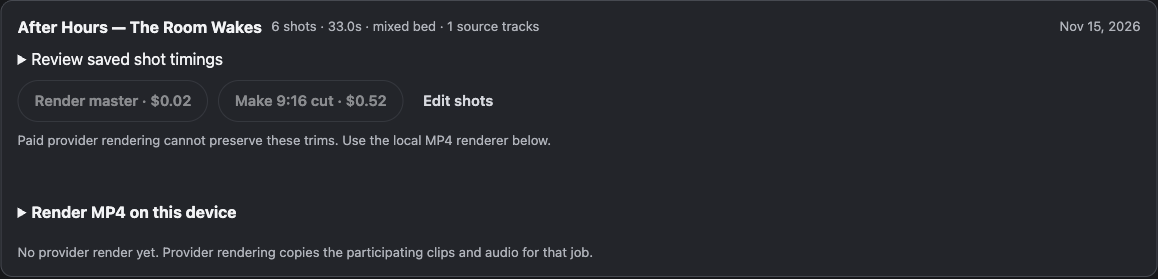 After Hours — The Room Wakes 6 shots · 33.0s · mixed bed · 1 source tracks Nov 15, 2026
Review saved shot timings
Render master · $0.02 Make 9:16 cut · $0.52 Edit shots
Paid provider rendering cannot preserve these trims. Use the local MP4 renderer below.
Render MP4 on this device
No provider render yet. Provider rendering copies the participating clips and audio for that job.